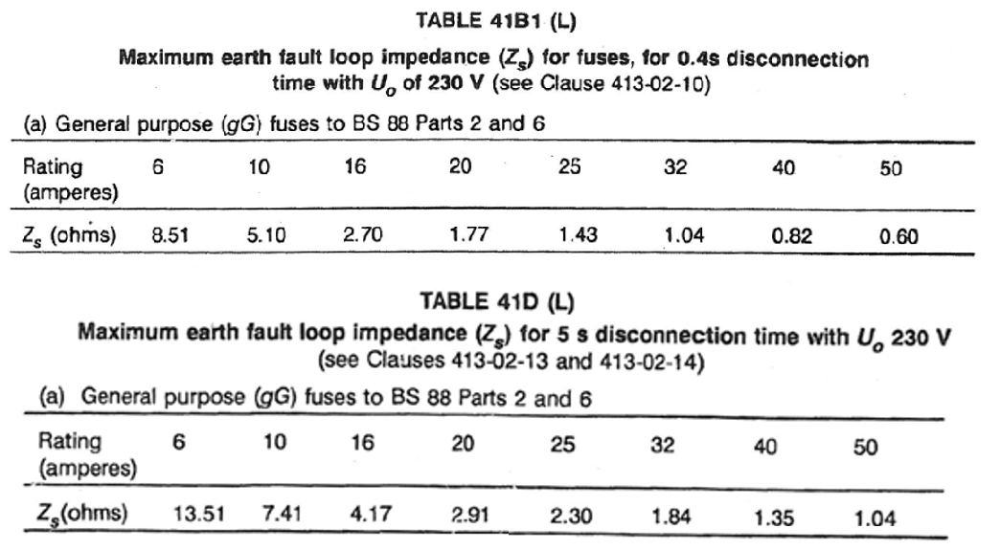 TABLE 41B1 (L)
Maximum earth fault loop impedance (Zs) for fuses, for 0.4s disconnection
time with Uo of 230 V (see Clause 413-02-10)
(a) General purpose (gG) fuses to BS 88 Parts 2 and 6
Rating 6 10 16 20 25 32 40 50
(amperes)
Zs (ohms) 8.51 5.10 2.70 1.77 1.43 1.04 0.82 0.60
TABLE 41D (L)
Maximum earth fault loop impedance (Zs) for 5 s disconnection time with Uo 230 V
(see Clauses 413-02-13 and 413-02-14)
(a) General purpose (gG) fuses to BS 88 Parts 2 and 6
Rating 6 10 16 20 25 32 40 50
(amperes)
Zs(ohms) 13.51 7.41 4.17 2.91 2.30 1.84 1.35 1.04